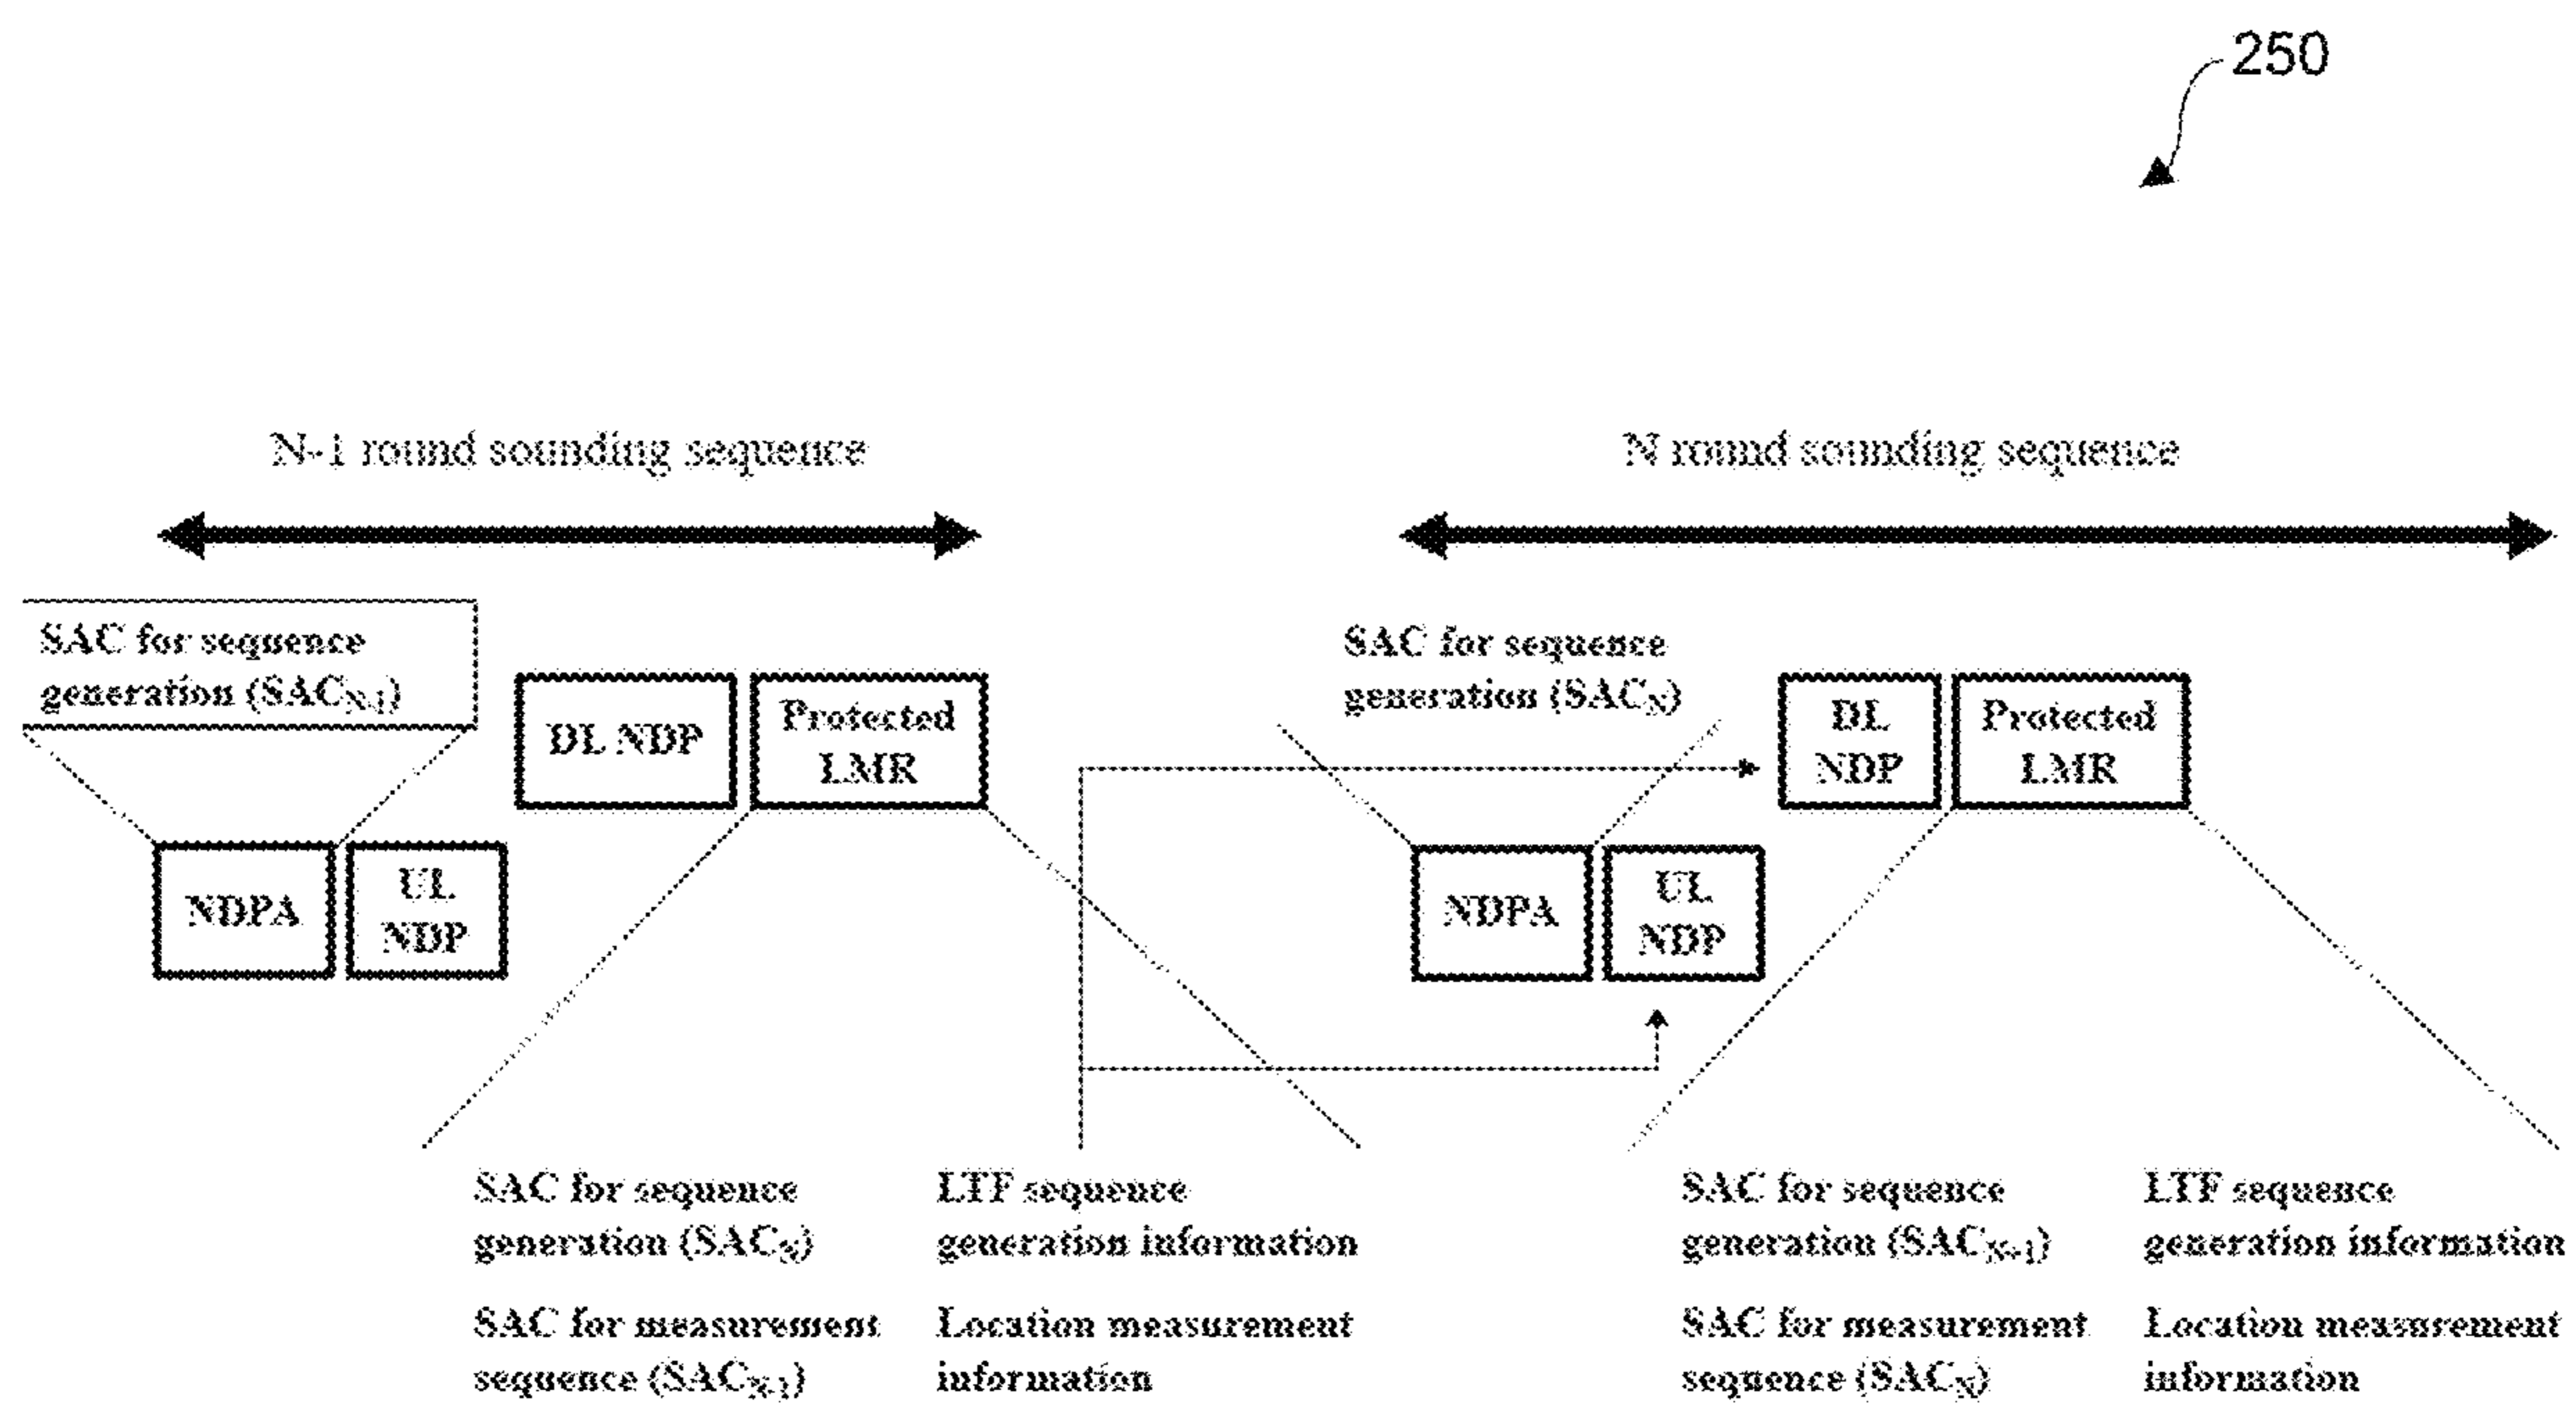 250
N-1 round sounding sequence
N round sounding sequence
SAC for sequence
generation (SAC_{N-1})
DL NDP
Protected
LMR
NDPA
UL
NDP
SAC for sequence
generation (SAC_N)
DL
NDP
Protected
LMR
NDPA
UL
NDP
SAC for sequence
generation (SAC_N)
LTF sequence
generation information
SAC for measurement
sequence (SAC_{N-1})
Location measurement
information
SAC for sequence
generation (SAC_{N+1})
LTF sequence
generation information
SAC for measurement
sequence (SAC_N)
Location measurement
information